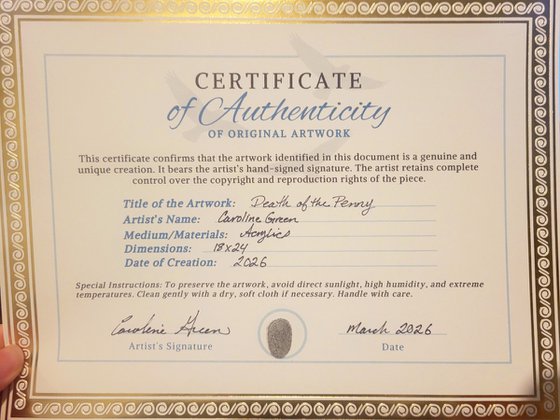 CERTIFICATE
of Authenticity
OF ORIGINAL ARTWORK
This certificate confirms that the artwork identified in this document is a genuine and
unique creation. It bears the artist's hand-signed signature. The artist retains complete
control over the copyright and reproduction rights of the piece.
Title of the Artwork: Death of the Penny
Artist's Name: Caroline Green
Medium/Materials: Acrylics
Dimensions: 18x24
Date of Creation: 2026
Special Instructions: To preserve the artwork, avoid direct sunlight, high humidity, and extreme
temperatures. Clean gently with a dry, soft cloth if necessary. Handle with care.
Caroline Green March 2026
Artist's Signature Date